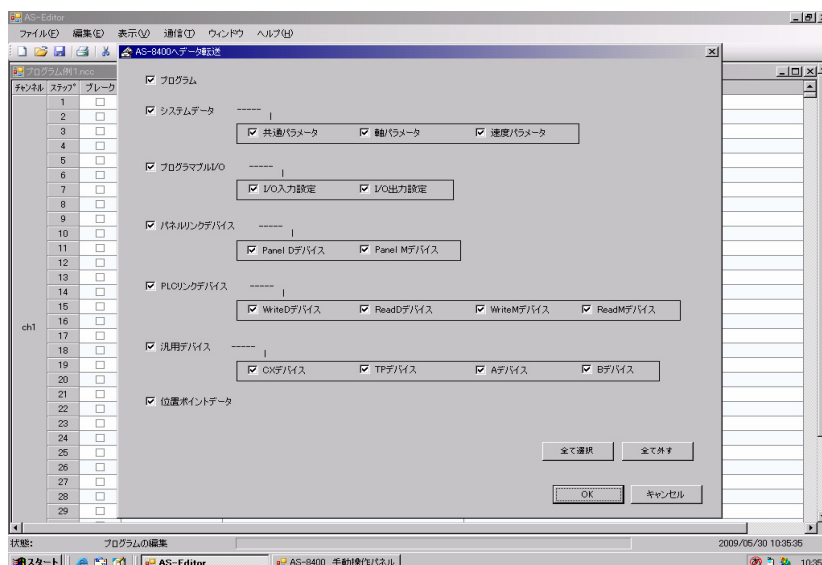 AS-Editor
ファイル(F) 編集(E) 表示(V) 通信(T) ウィンドウ ヘルプ(H)
AS-8400へデータ転送
プログラム例1.ncc
チャンネル ステップ ブレーク
プログラム
システムデータ
共通パラメータ 軸パラメータ 速度パラメータ
プログラマブルI/O
I/O入力設定 I/O出力設定
パネルリンクデバイス
Panel Dデバイス Panel Mデバイス
PLCリンクデバイス
WriteDデバイス ReadDデバイス WriteMデバイス ReadMデバイス
汎用デバイス
CXデバイス TPデバイス Aデバイス Bデバイス
位置ポイントデータ
全て選択 全て外す
OK キャンセル
ch1
1
2
3
4
5
6
7
8
9
10
11
12
13
14
15
16
17
18
19
20
21
22
23
24
25
26
27
28
29
状態: プログラムの編集 2009/05/30 10:35:35
スタート AS-Editor AS-8400 手動操作パネル 10:35